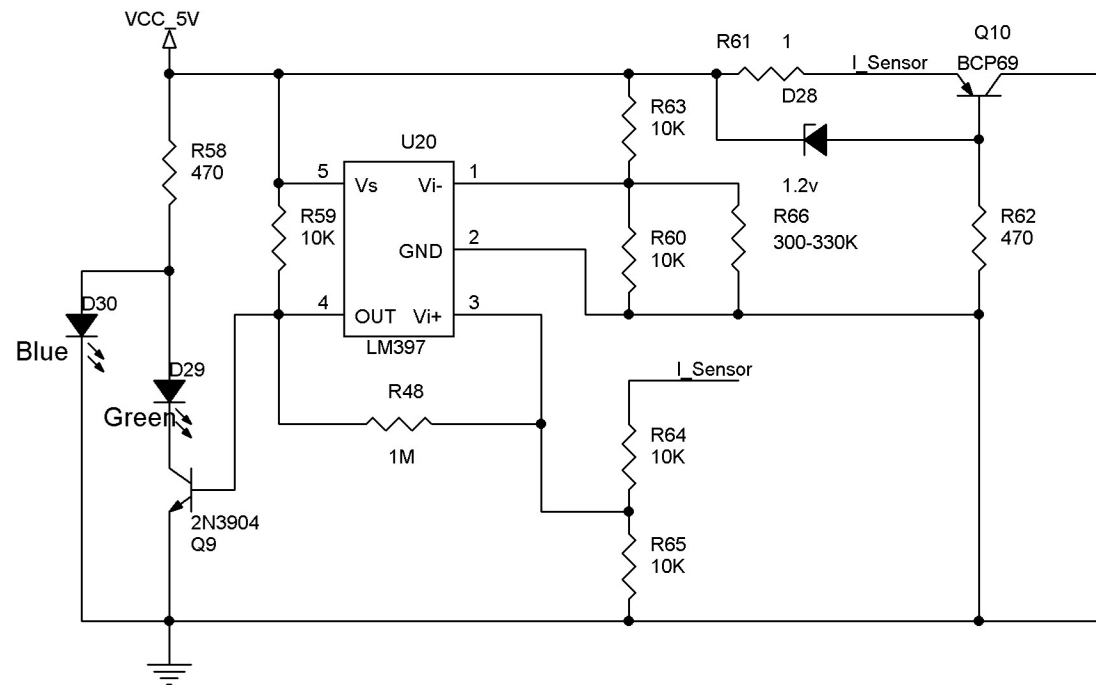 VCC_5V
Q10
R61 1
I_Sensor
BCP69
D28
R63
10K
R58
470
U20
5
Vs
Vi-
1
1.2v
R59
10K
R66
300-330K
R60
10K
R62
470
GND
2
D30
4
OUT
Vi+
3
Blue
LM397
D29
I_Sensor
R48
Green
R64
10K
1M
2N3904
Q9
R65
10K